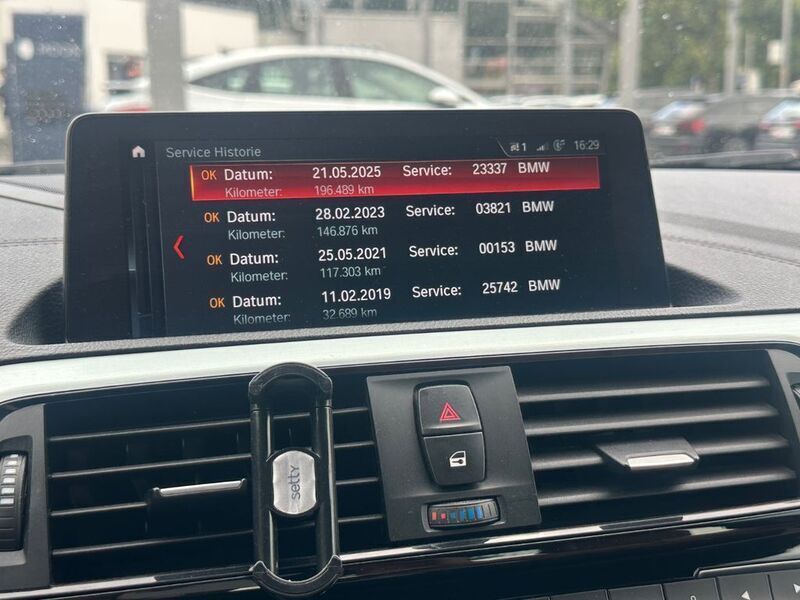 Service Historie 1 16:29
OK Datum: 21.05.2025 Service: 23337 BMW
Kilometer: 196.489 km
OK Datum: 28.02.2023 Service: 03821 BMW
Kilometer: 146.876 km
OK Datum: 25.05.2021 Service: 00153 BMW
Kilometer: 117.303 km
OK Datum: 11.02.2019 Service: 25742 BMW
Kilometer: 32.689 km
setty